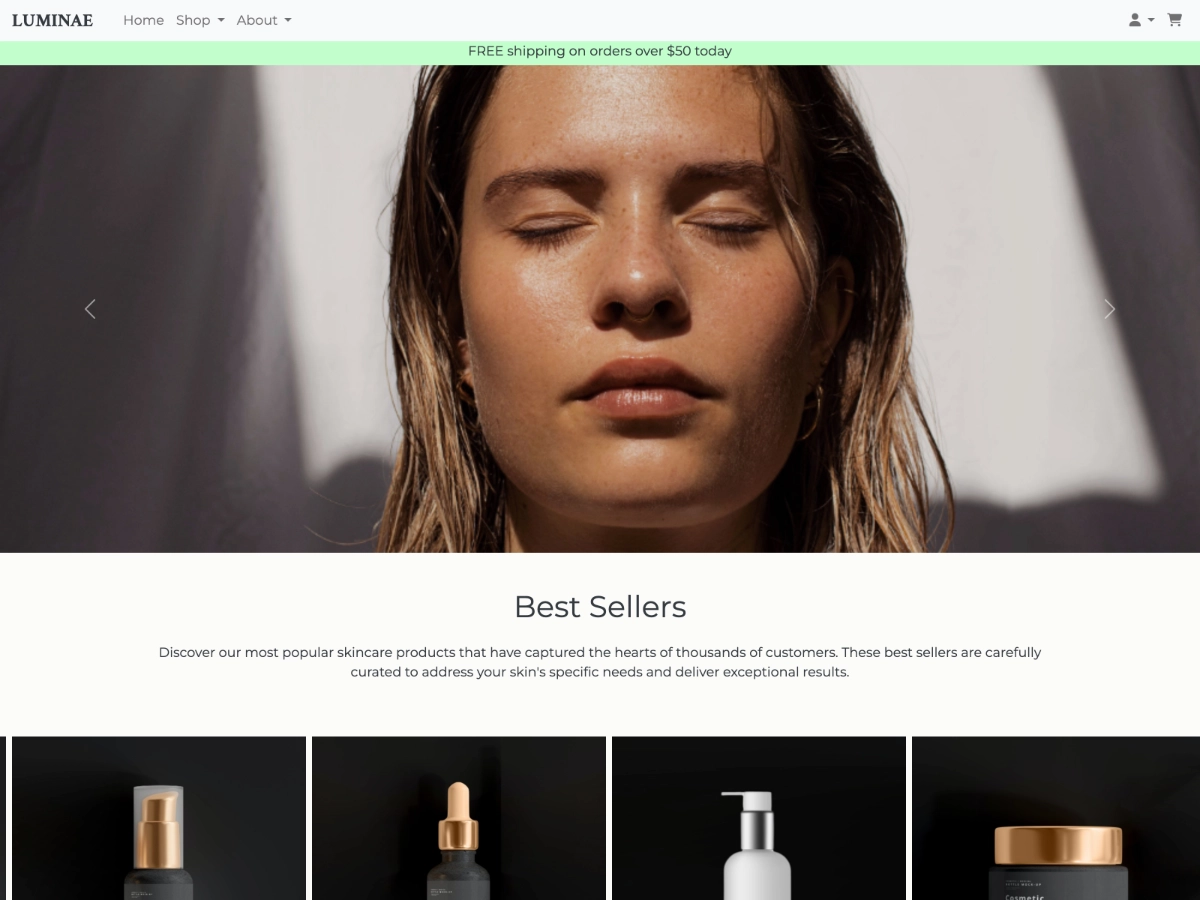 LUMINAE Home Shop About
FREE shipping on orders over $50 today
Best Sellers
Discover our most popular skincare products that have captured the hearts of thousands of customers. These best sellers are carefully
curated to address your skin's specific needs and deliver exceptional results.
Cosmetic